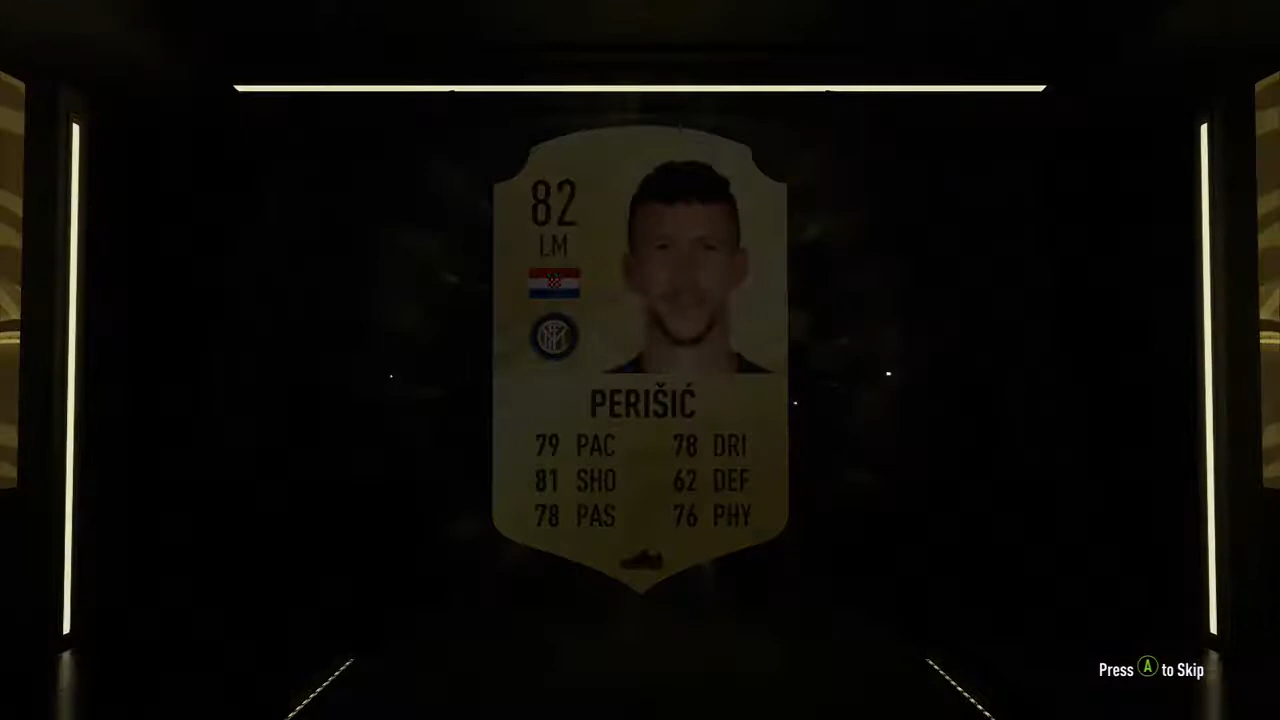 82
LM
PERIŠIĆ
79 PAC 78 DRI
81 SHO 62 DEF
78 PAS 76 PHY
Press A to Skip